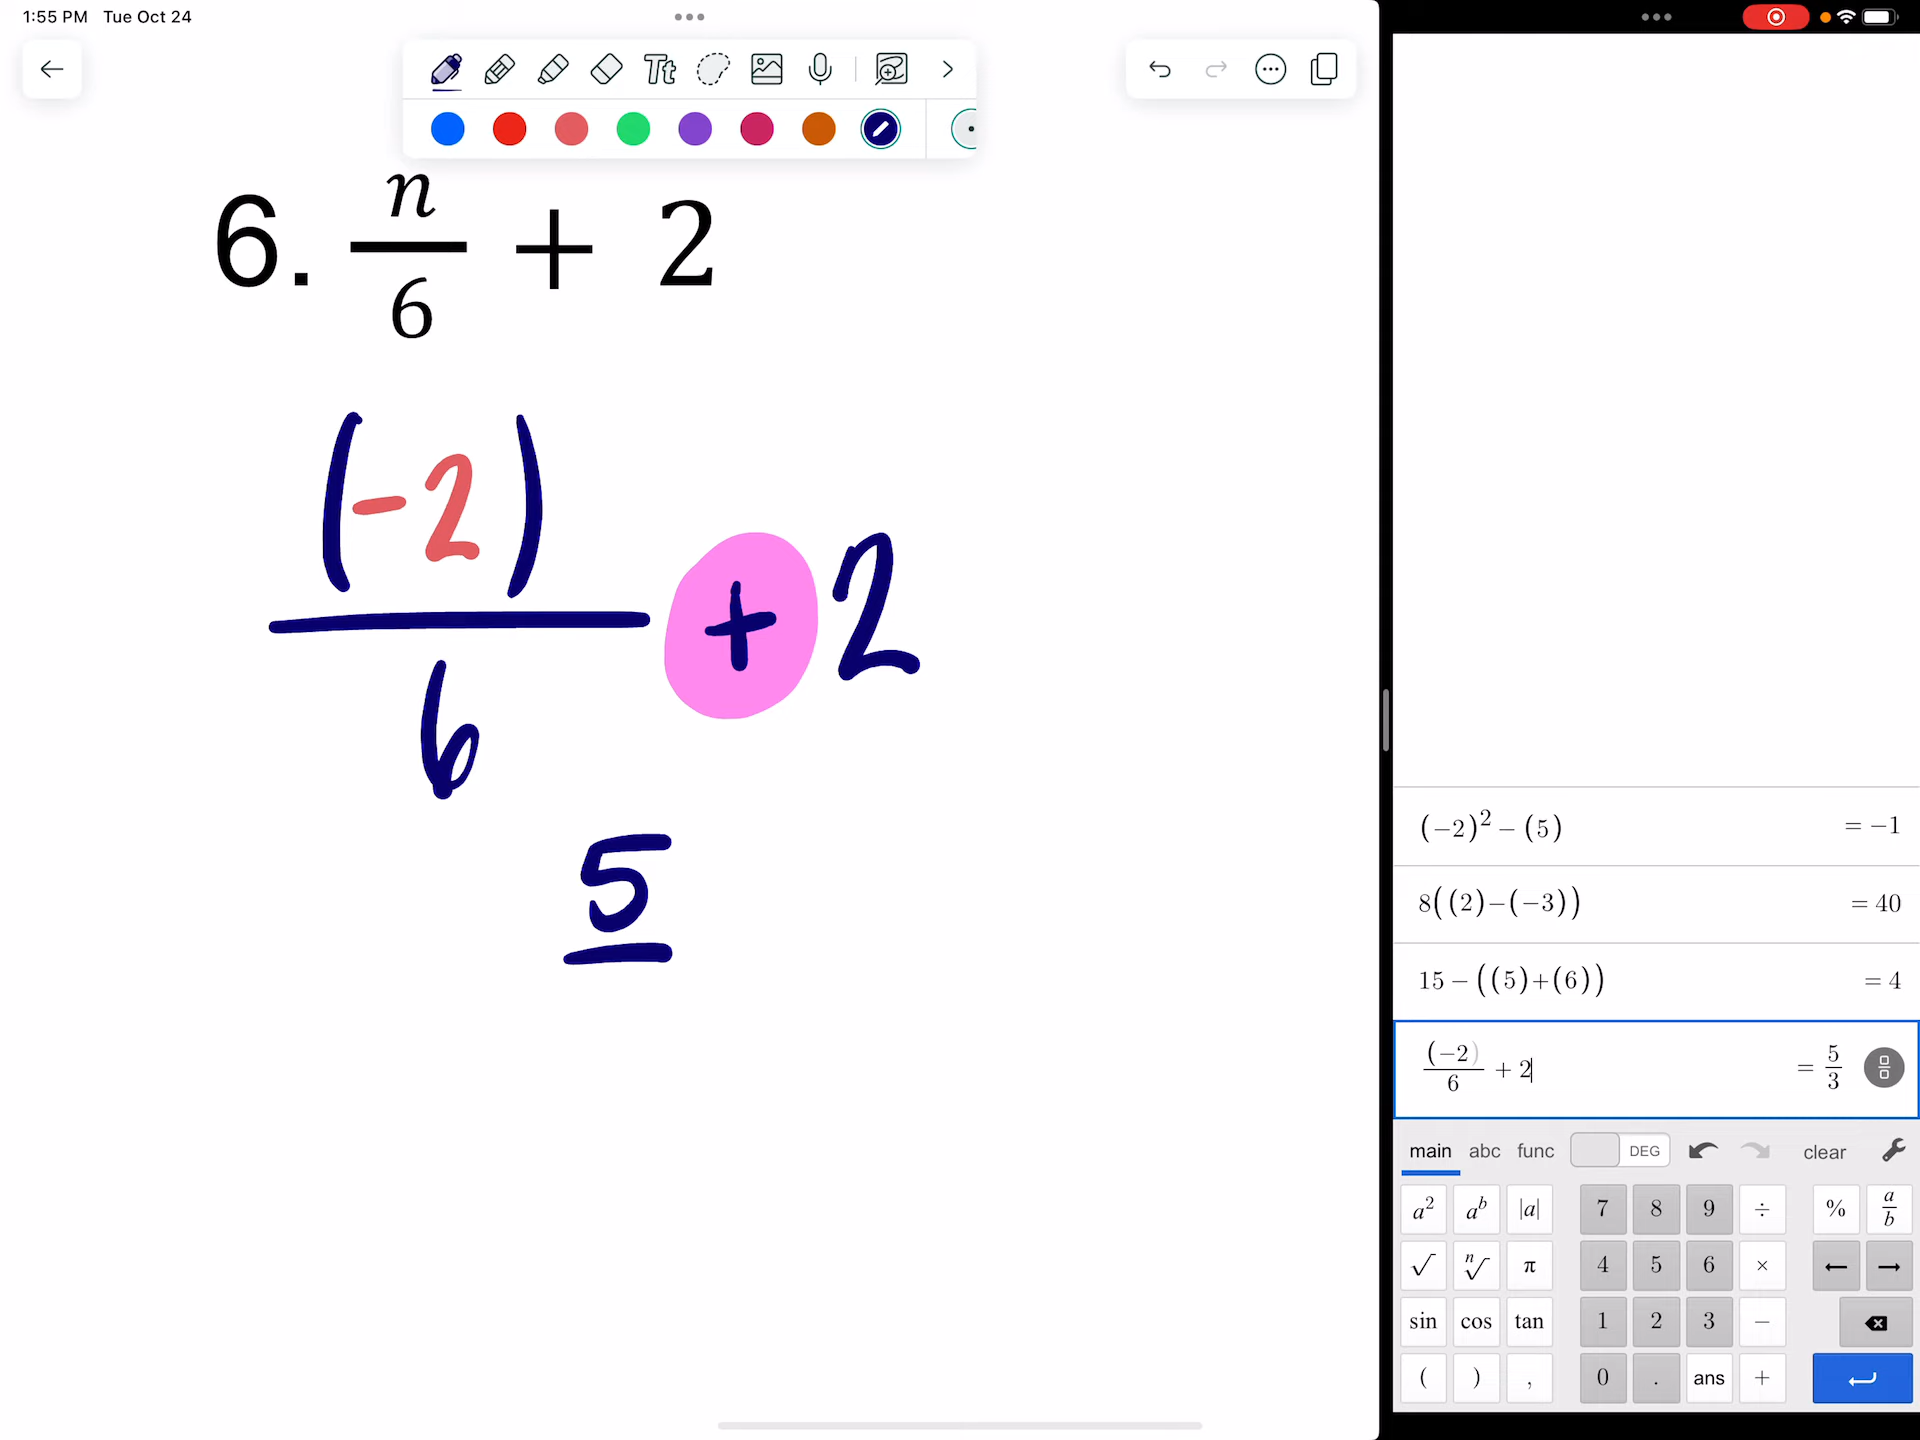 1:55 PM Tue Oct 24
Tt
6. n/6 + 2
(-2)/6 + 2
5
(−2)² − (5) = −1
8((2)−(−3)) = 40
15 − ((5)+(6)) = 4
(−2)/6 + 2 = 5/3
main abc func DEG clear
a² aᵇ |a| 7 8 9 ÷ % a/b
√ ⁿ√ π 4 5 6 × ← →
sin cos tan 1 2 3 −
( ) , 0 . ans +